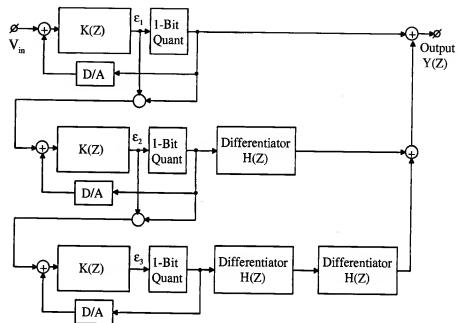 V_in
K(Z)
ε1
1-Bit
Quant
D/A
Output
Y(Z)
K(Z)
ε2
1-Bit
Quant
Differentiator
H(Z)
D/A
K(Z)
ε3
1-Bit
Quant
Differentiator
H(Z)
Differentiator
H(Z)
D/A